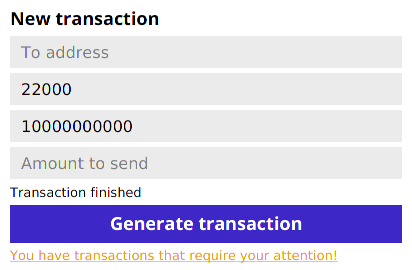 New transaction
To address
22000
10000000000
Amount to send
Transaction finished
Generate transaction
You have transactions that require your attention!